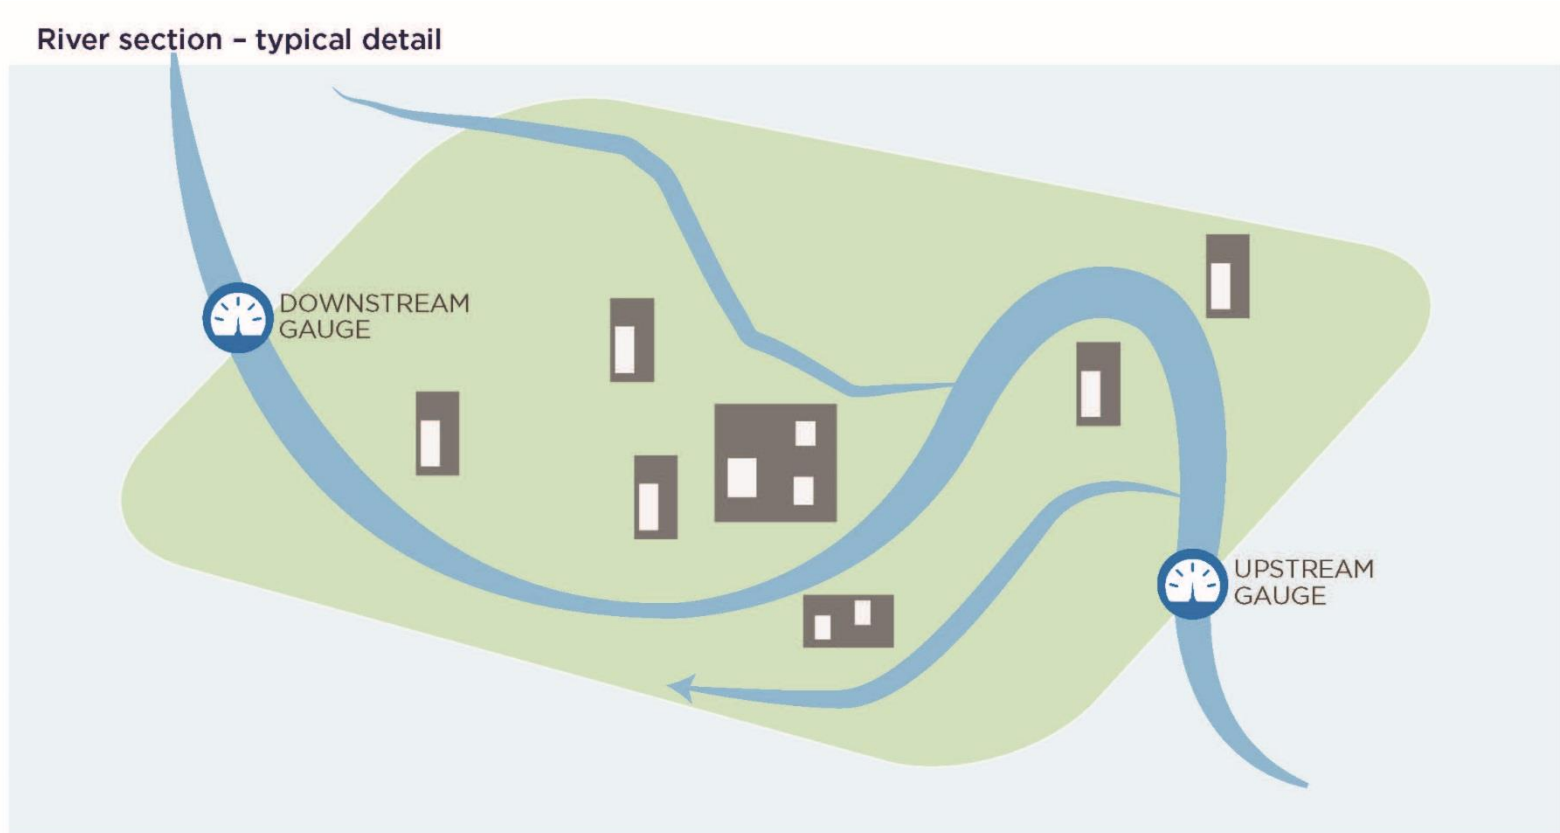 River section – typical detail
DOWNSTREAM
GAUGE
UPSTREAM
GAUGE